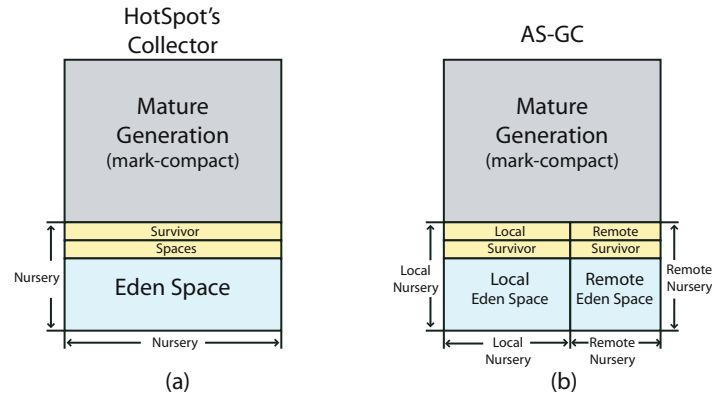 HotSpot's
Collector
Mature
Generation
(mark-compact)
Survivor
Spaces
Nursery
Eden Space
Nursery
(a)
AS-GC
Mature
Generation
(mark-compact)
Local
Remote
Survivor
Survivor
Local
Nursery
Local
Eden Space
Remote
Eden Space
Remote
Nursery
Local
Nursery
Remote
Nursery
(b)